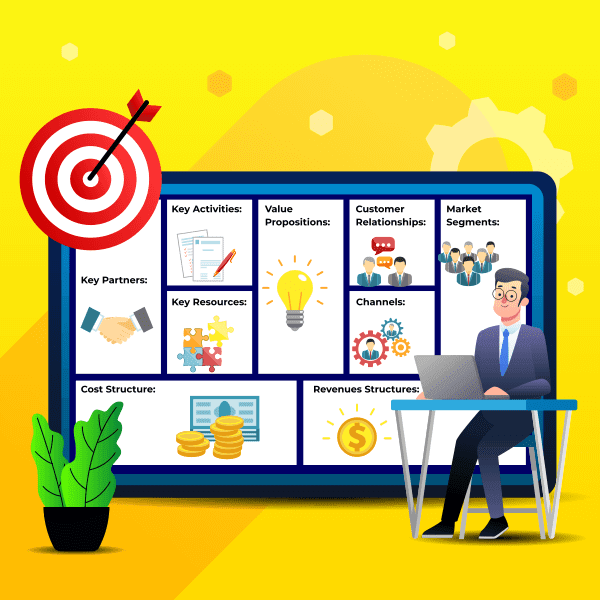 Key Activities:
Value
Propositions:
Customer
Relationships:
Market
Segments:
Key Partners:
Key Resources:
Channels:
Cost Structure:
Revenues Structures:
$